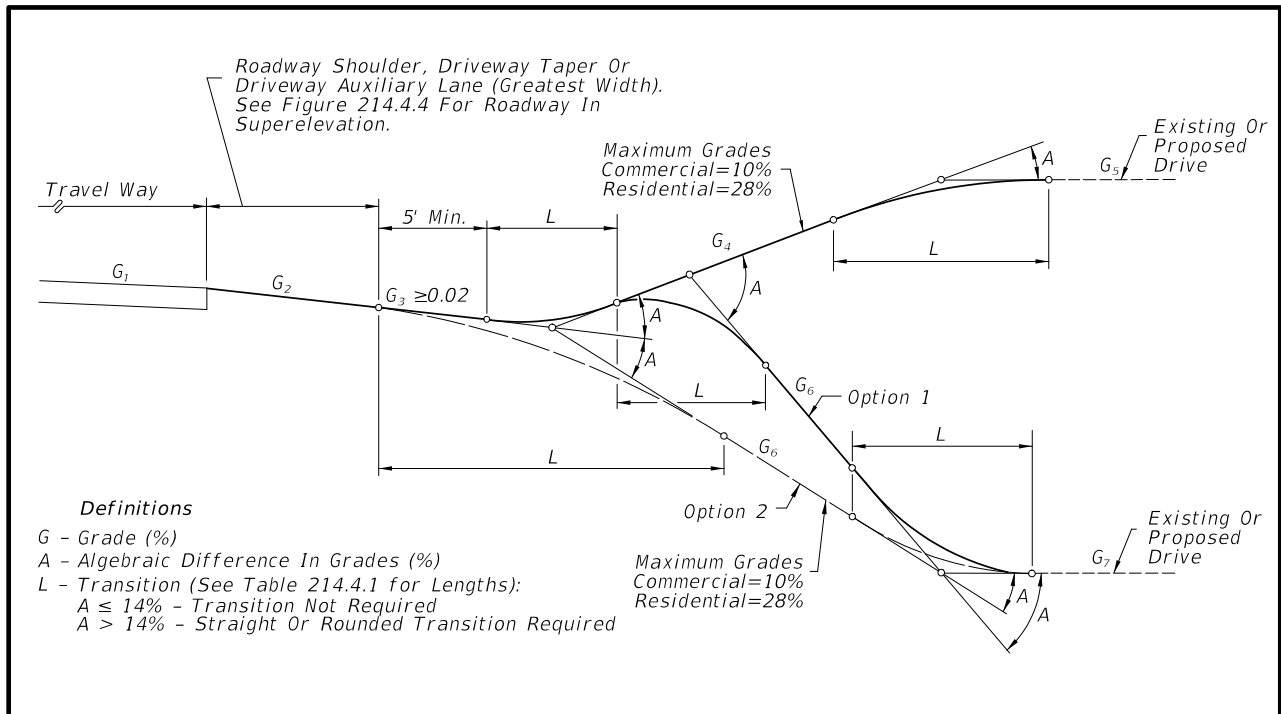 Roadway Shoulder, Driveway Taper Or
Driveway Auxiliary Lane (Greatest Width).
See Figure 214.4.4 For Roadway In
Superelevation.
Existing Or
Proposed
Drive
Maximum Grades
Commercial=10%
Residential=28%
A
G5
Travel Way
5' Min.
L
G4
L
G1
G2
G3 ≥0.02
A
A
A
L
G6
Option 1
L
L
G6
Option 2
Definitions
G – Grade (%)
A – Algebraic Difference In Grades (%)
L – Transition (See Table 214.4.1 for Lengths):
A ≤ 14% – Transition Not Required
A > 14% – Straight Or Rounded Transition Required
Maximum Grades
Commercial=10%
Residential=28%
Existing Or
Proposed
Drive
G7
A
A